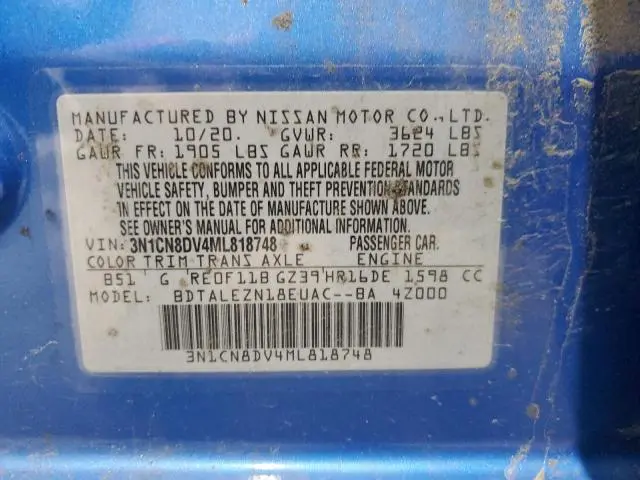 MANUFACTURED BY NISSAN MOTOR CO.,LTD.
DATE: 10/20. GVWR: 3624 LBS
GAWR FR: 1905 LBS GAWR RR: 1720 LBS
THIS VEHICLE CONFORMS TO ALL APPLICABLE FEDERAL MOTOR
VEHICLE SAFETY, BUMPER AND THEFT PREVENTION STANDARDS
IN EFFECT ON THE DATE OF MANUFACTURE SHOWN ABOVE.
SEE OWNER'S MANUAL FOR ADDITIONAL INFORMATION.
VIN: 3N1CN8DV4ML818748 PASSENGER CAR.
COLOR TRIM TRANS AXLE ENGINE
B51 G RE0F11B GZ39 HR16DE 1598 CC
MODEL: BDTALEZN18EUAC--BA 4Z000
3N1CN8DV4ML818748